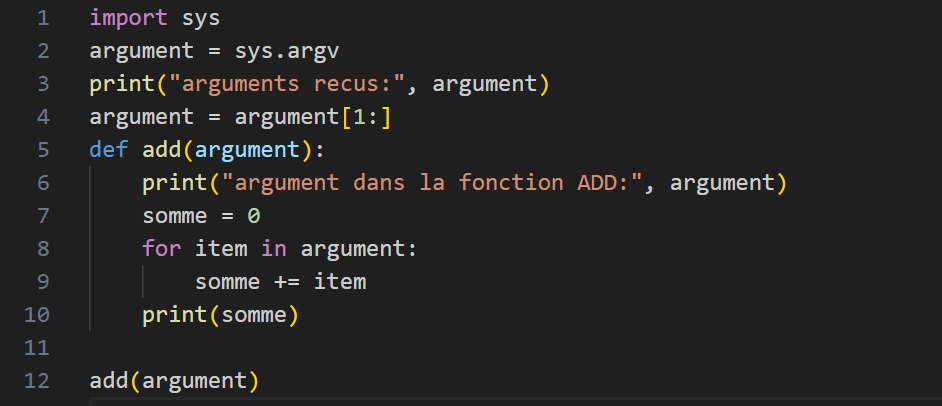 1 import sys
2 argument = sys.argv
3 print("arguments recus:", argument)
4 argument = argument[1:]
5 def add(argument):
6     print("argument dans la fonction ADD:", argument)
7     somme = 0
8     for item in argument:
9         somme += item
10     print(somme)
11
12 add(argument)